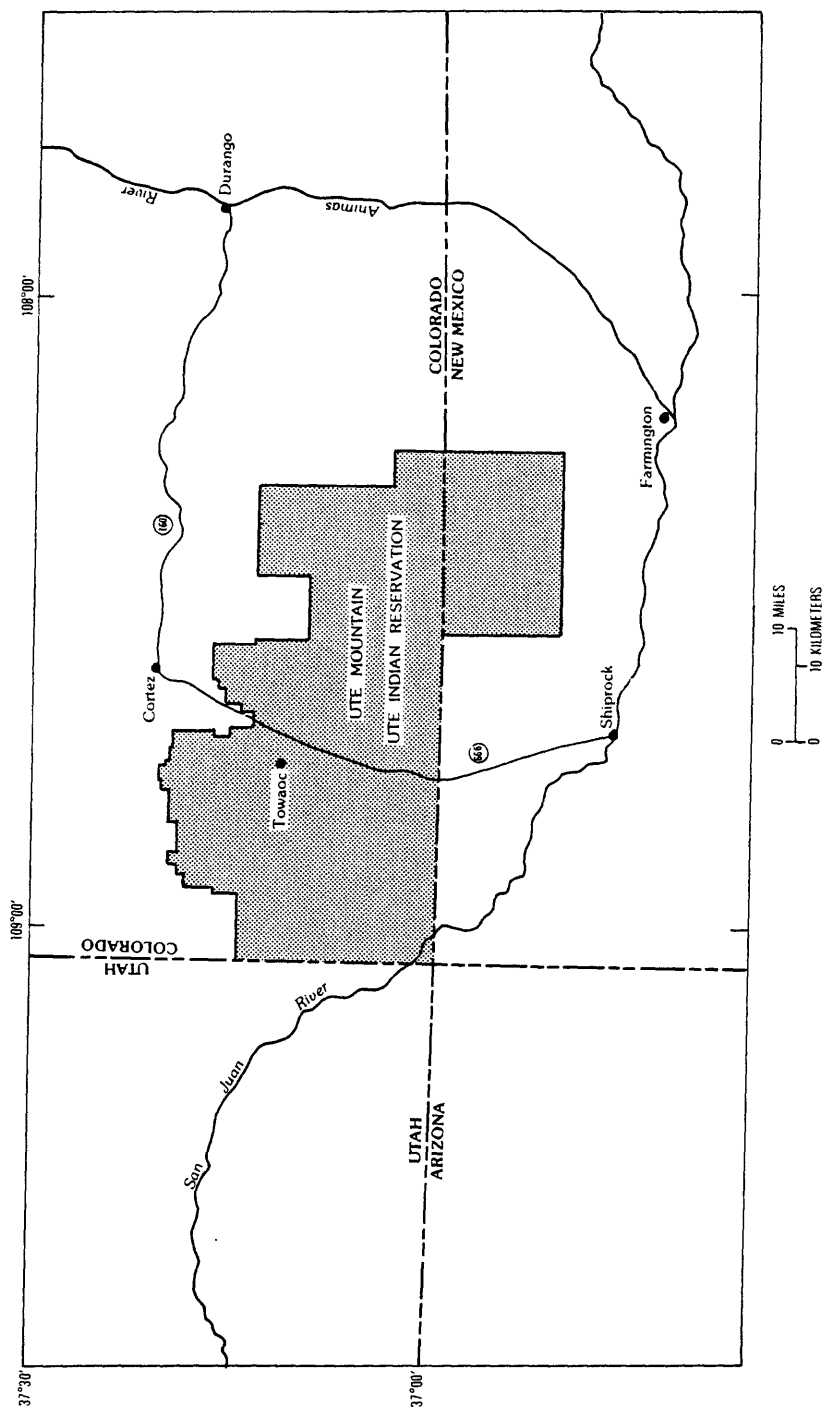 109°00'
108°00'
37°30'
UTAH
COLORADO
Cortez
160
River
Durango
Animas
San
Juan
River
Towaoc
UTE MOUNTAIN
UTE INDIAN RESERVATION
37°00'
UTAH
ARIZONA
COLORADO
NEW MEXICO
666
Shiprock
Farmington
0 10 MILES
0 10 KILOMETERS